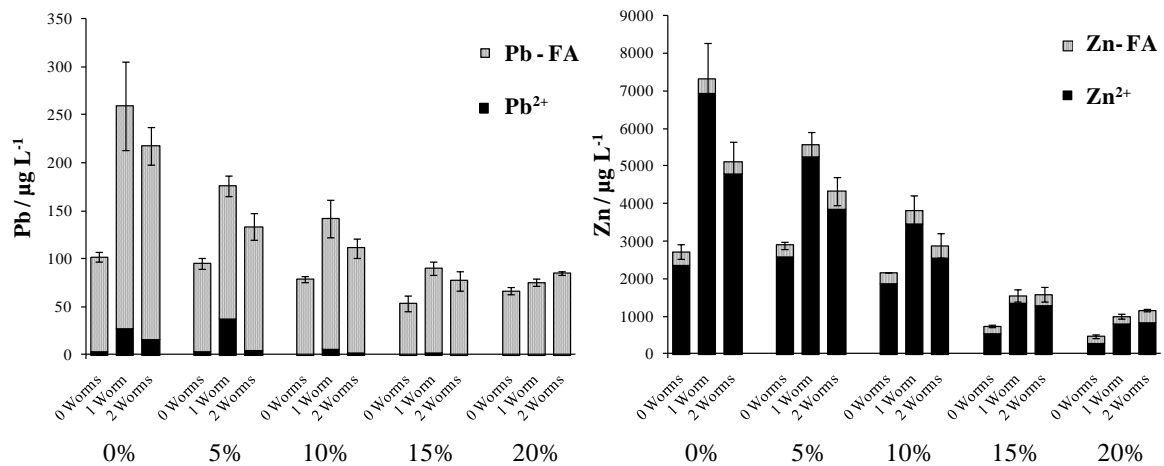 350
300
250
200
150
100
50
0
Pb / µg L-1
Pb - FA
Pb2+
0 Worms
1 Worm
2 Worms
0 Worms
1 Worm
2 Worms
0 Worms
1 Worm
2 Worms
0 Worms
1 Worm
2 Worms
0 Worms
1 Worm
2 Worms
0% 5% 10% 15% 20%
9000
8000
7000
6000
5000
4000
3000
2000
1000
0
Zn / µg L-1
Zn- FA
Zn2+
0 Worms
1 Worm
2 Worms
0 Worms
1 Worm
2 Worms
0 Worms
1 Worm
2 Worms
0 Worms
1 Worm
2 Worms
0 Worms
1 Worm
2 Worms
0% 5% 10% 15% 20%